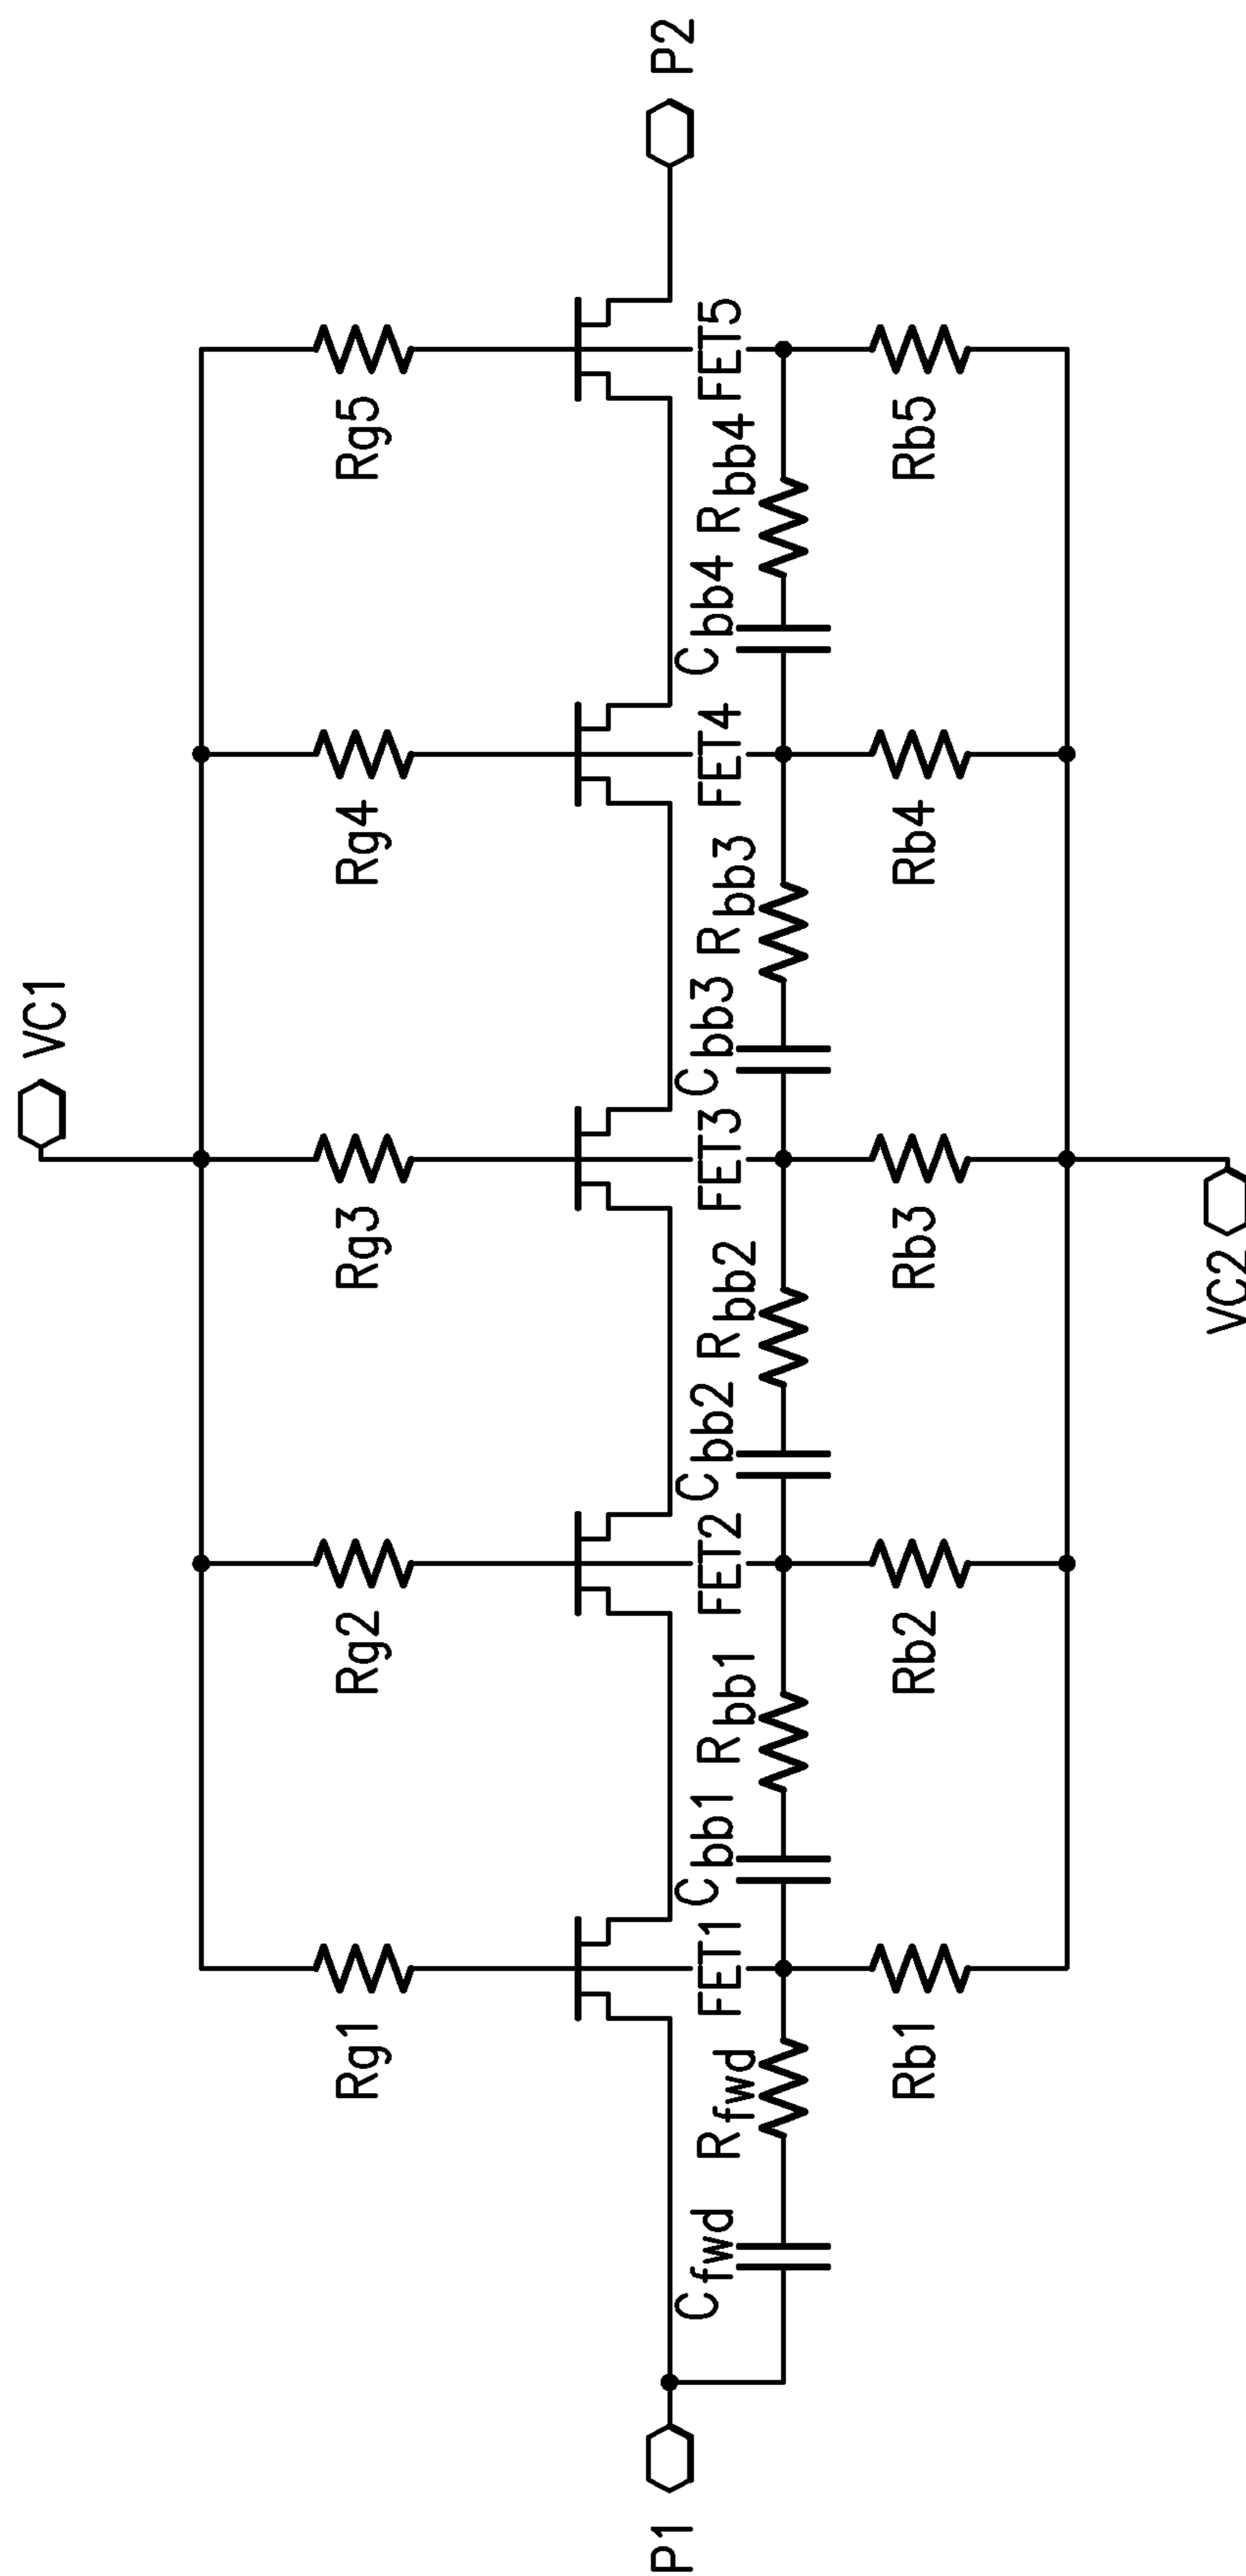 VC1
Rg1
Rg2
Rg3
Rg4
Rg5
P1
P2
FET1
FET2
FET3
FET4
FET5
Cfwd
Rfwd
Cbb1
Rbb1
Cbb2
Rbb2
Cbb3
Rbb3
Cbb4
Rbb4
Rb1
Rb2
Rb3
Rb4
Rb5
VC2